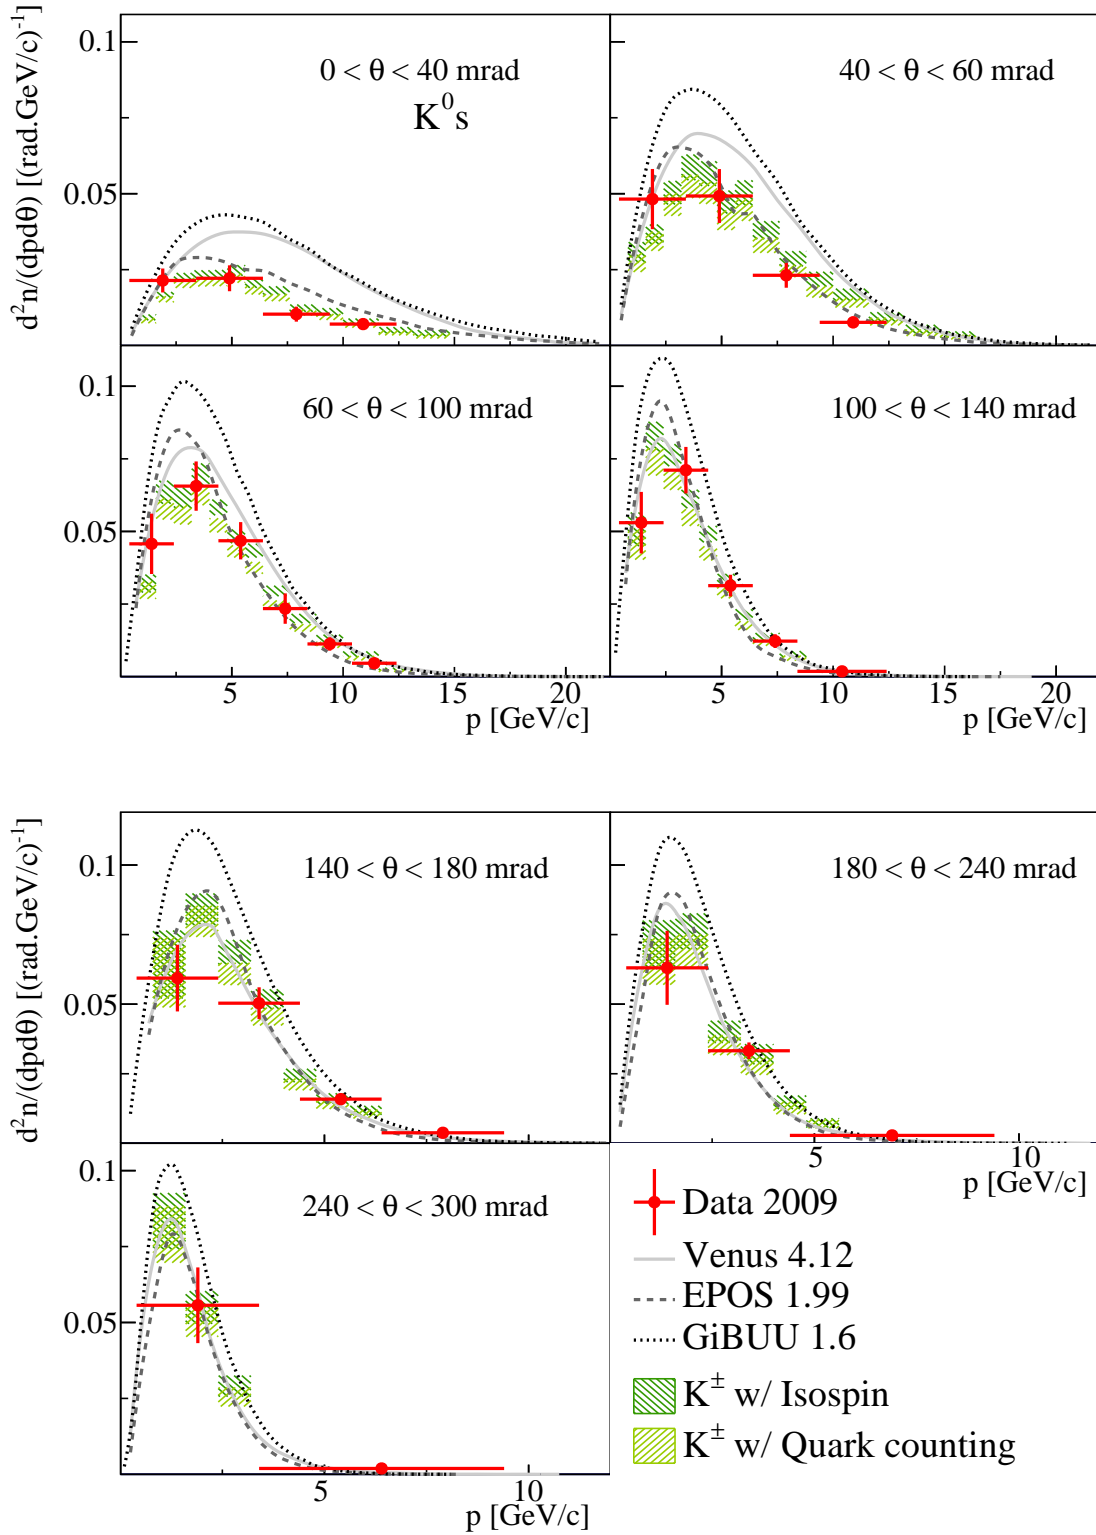 d²n/(dpdθ) [(rad.GeV/c)⁻¹]
0.1
0.05
0 < θ < 40 mrad
K⁰s
40 < θ < 60 mrad
0.1
0.05
60 < θ < 100 mrad
100 < θ < 140 mrad
5 10 15 20
5 10 15 20
p [GeV/c]
p [GeV/c]
d²n/(dpdθ) [(rad.GeV/c)⁻¹]
0.1
0.05
140 < θ < 180 mrad
180 < θ < 240 mrad
5 10
p [GeV/c]
0.1
0.05
240 < θ < 300 mrad
5 10
p [GeV/c]
Data 2009
Venus 4.12
EPOS 1.99
GiBUU 1.6
K± w/ Isospin
K± w/ Quark counting